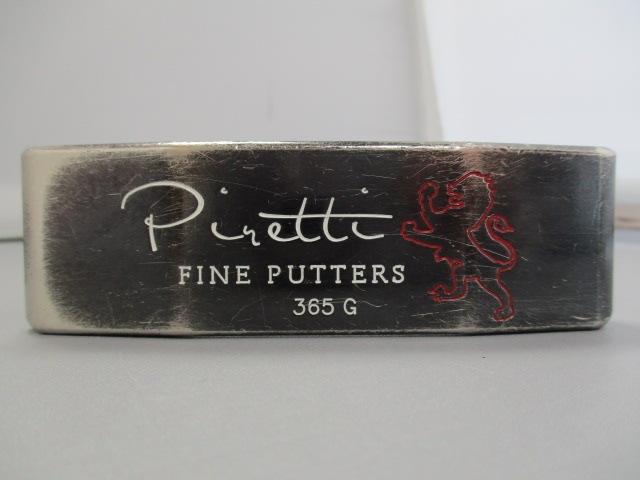 Piretti
FINE PUTTERS
365 G